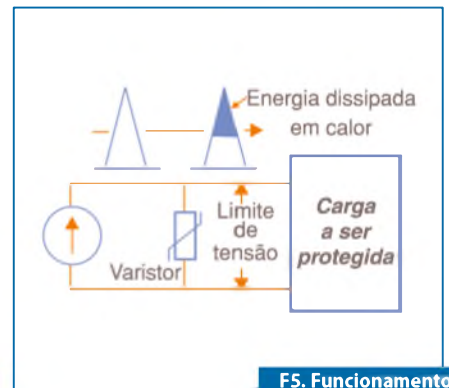 Energia dissipada
em calor
Limite
de
tensão
Varistor
Carga
a ser
protegida
F5. Funcionamento